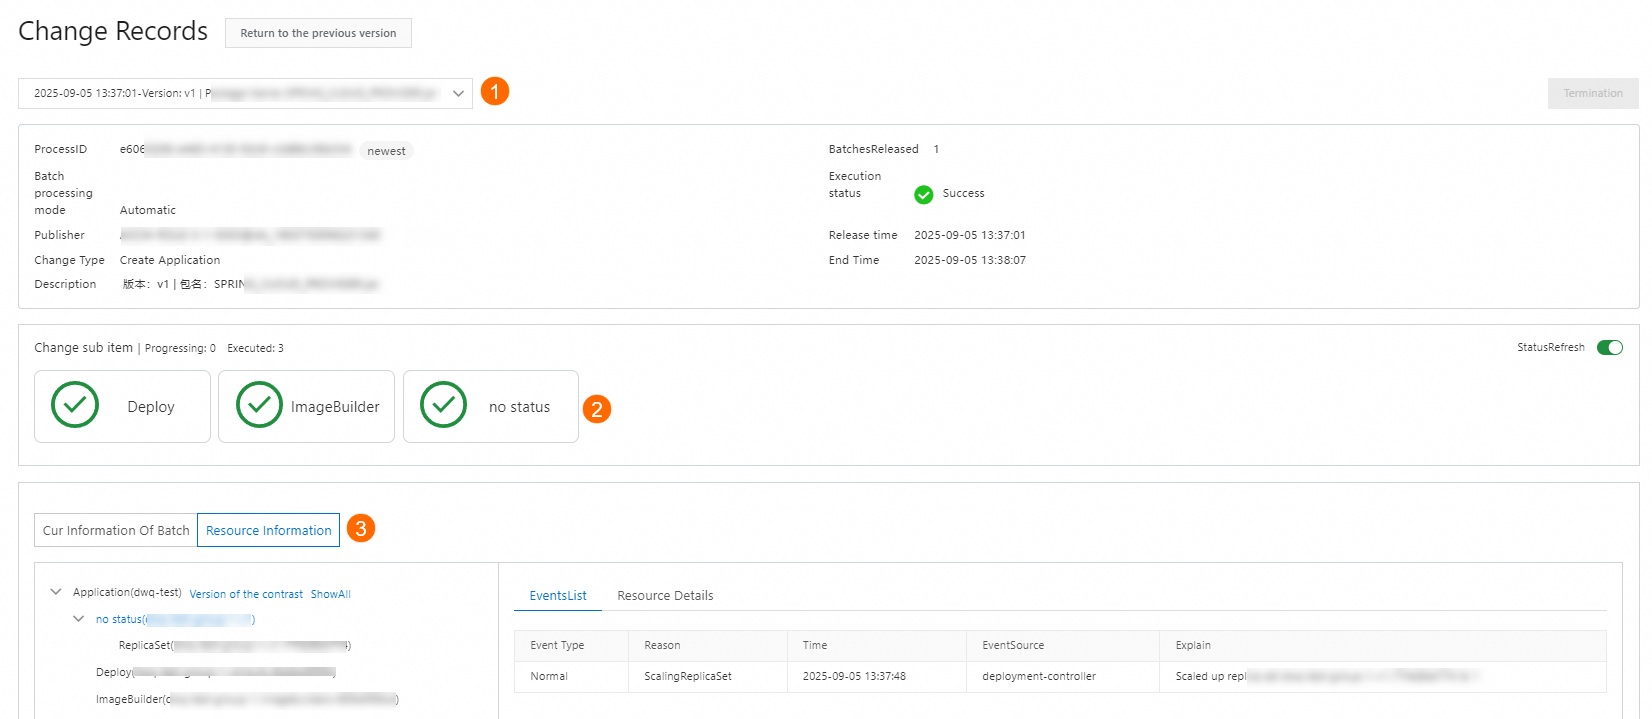 Change Records
Return to the previous version
2025-09-05 13:37:01-Version: v1 | P
1
Termination
ProcessID e606 newest
BatchesReleased 1
Batch processing mode Automatic
Execution status Success
Publisher
Release time 2025-09-05 13:37:01
Change Type Create Application
End Time 2025-09-05 13:38:07
Description 版本：v1 | 包名：SPRIN
Change sub item | Progressing: 0 Executed: 3
StatusRefresh
Deploy
ImageBuilder
no status
2
Cur Information Of Batch
Resource Information
3
Application(dwq-test) Version of the contrast ShowAll
no status(
ReplicaSet(
Deploy(
ImageBuilder(
EventsList
Resource Details
Event Type Reason Time EventSource Explain
Normal ScalingReplicaSet 2025-09-05 13:37:48 deployment-controller Scaled up repl